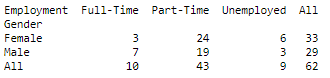 Employment Full-Time Part-Time Unemployed All
Gender
Female 3 24 6 33
Male 7 19 3 29
All 10 43 9 62